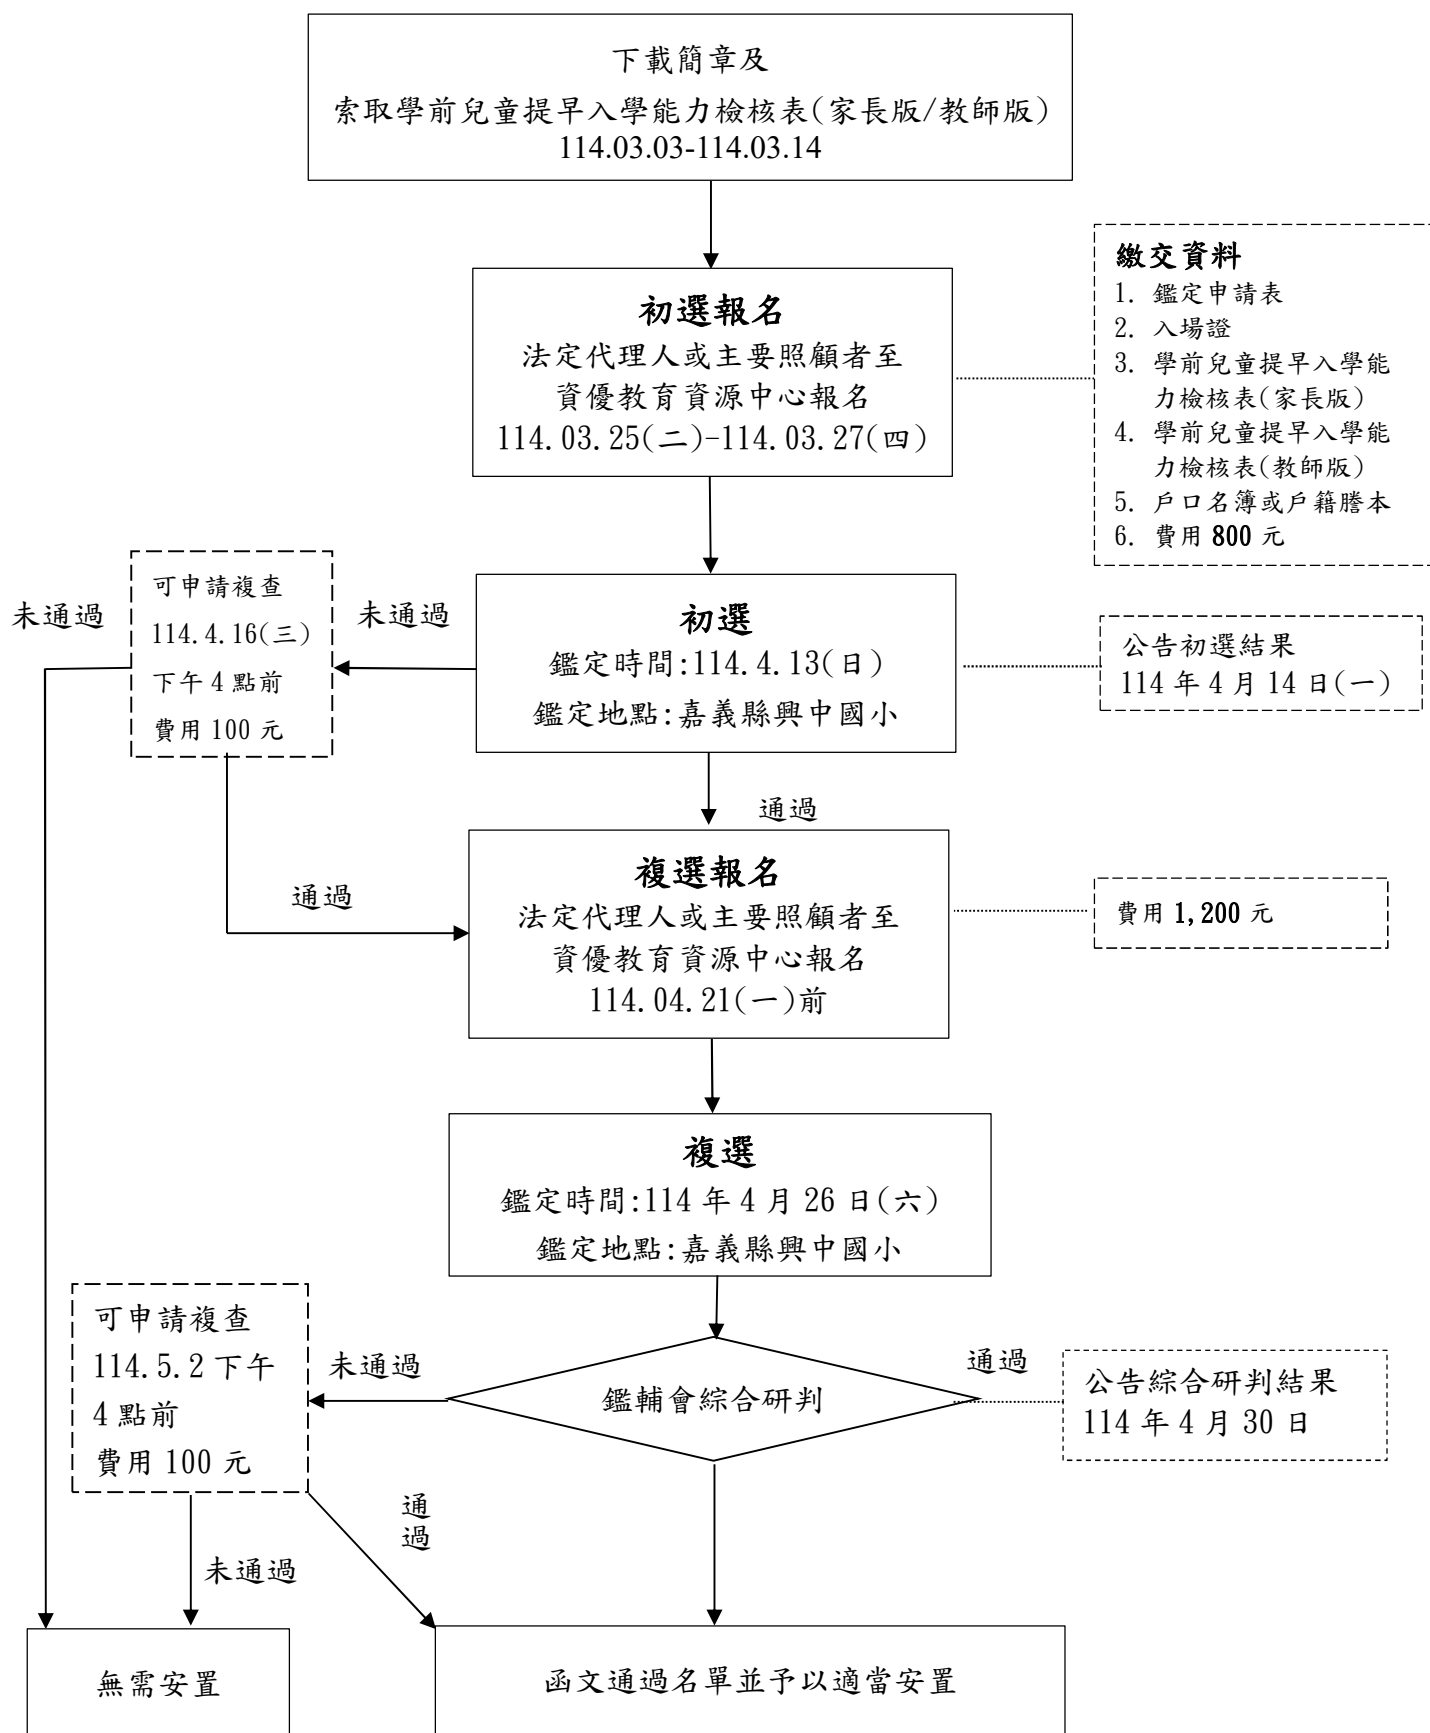 下載簡章及
索取學前兒童提早入學能力檢核表(家長版/教師版)
114.03.03-114.03.14
繳交資料
1. 鑑定申請表
2. 入場證
3. 學前兒童提早入學能
力檢核表(家長版)
4. 學前兒童提早入學能
力檢核表(教師版)
5. 戶口名簿或戶籍謄本
6. 費用 800 元
初選報名
法定代理人或主要照顧者至
資優教育資源中心報名
114.03.25(二)-114.03.27(四)
未通過
可申請複查
114.4.16(三)
下午 4 點前
費用 100 元
未通過
初選
鑑定時間:114.4.13(日)
鑑定地點:嘉義縣興中國小
公告初選結果
114 年 4 月 14 日(一)
通過
通過
複選報名
法定代理人或主要照顧者至
資優教育資源中心報名
114.04.21(一)前
費用 1,200 元
複選
鑑定時間:114 年 4 月 26 日(六)
鑑定地點:嘉義縣興中國小
可申請複查
114.5.2 下午
4 點前
費用 100 元
未通過
鑑輔會綜合研判
通過
公告綜合研判結果
114 年 4 月 30 日
通
過
未通過
無需安置
函文通過名單並予以適當安置